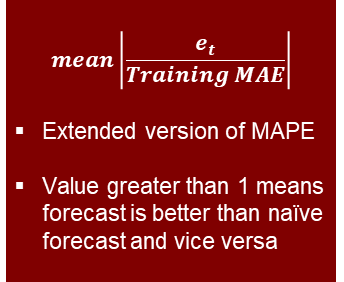 mean |e_t / Training MAE|
▪ Extended version of MAPE
▪ Value greater than 1 means
forecast is better than naïve
forecast and vice versa